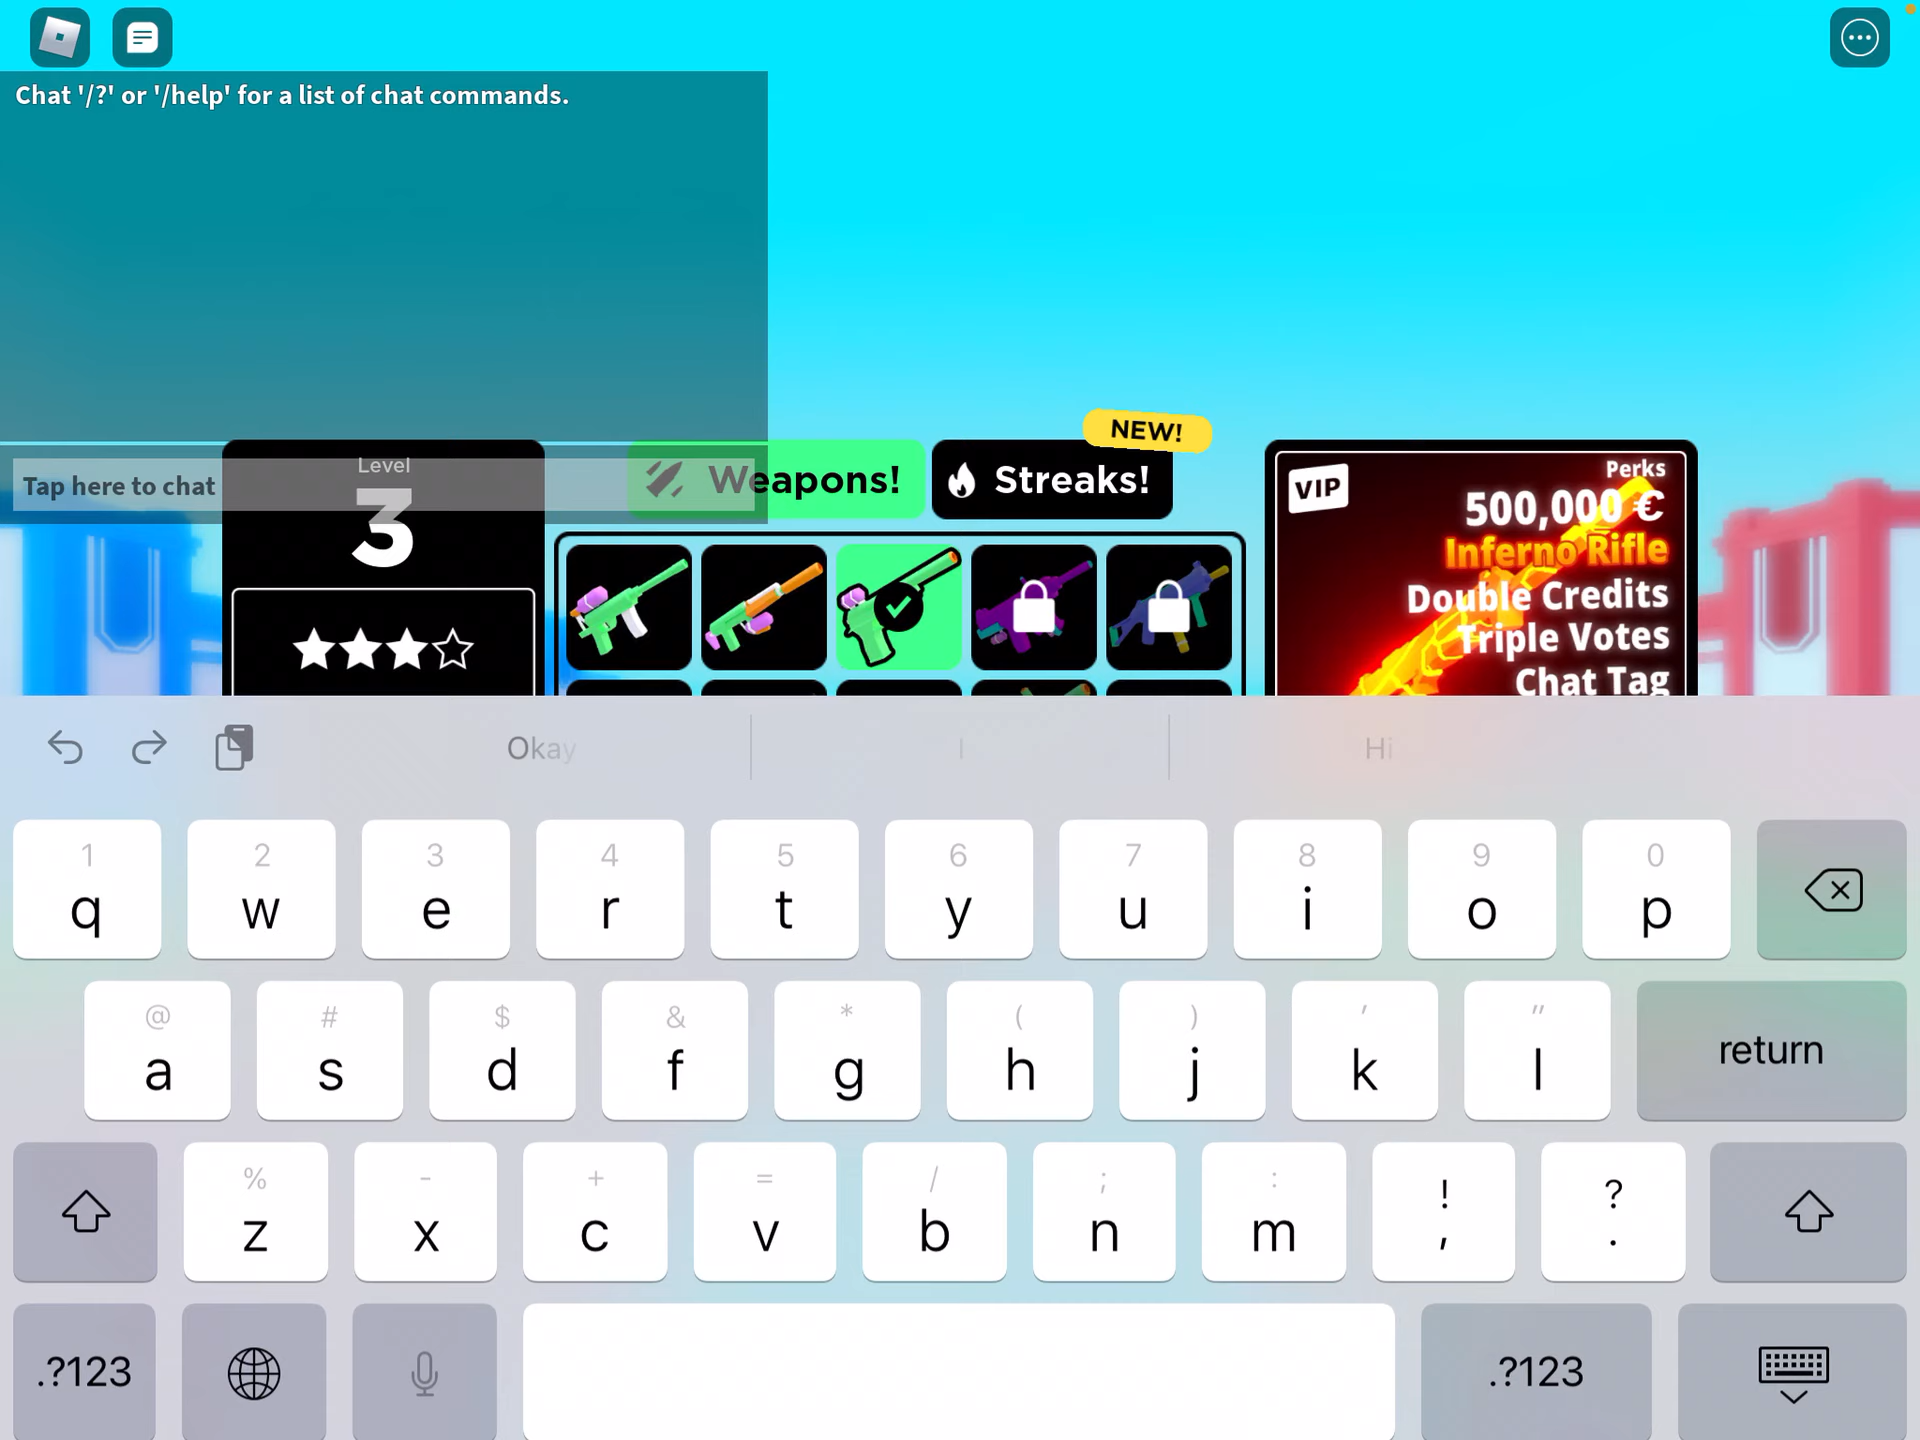 Chat '/?' or '/help' for a list of chat commands.
Tap here to chat
Level
3
Weapons!
Streaks!
NEW!
VIP
Perks
500,000 €
Inferno Rifle
Double Credits
Triple Votes
Chat Tag
Okay
I
Hi
1 2 3 4 5 6 7 8 9 0
q w e r t y u i o p
@ # $ & * ( ) ' "
a s d f g h j k l return
% - + = / ; : ! ?
z x c v b n m , .
.?123 .?123